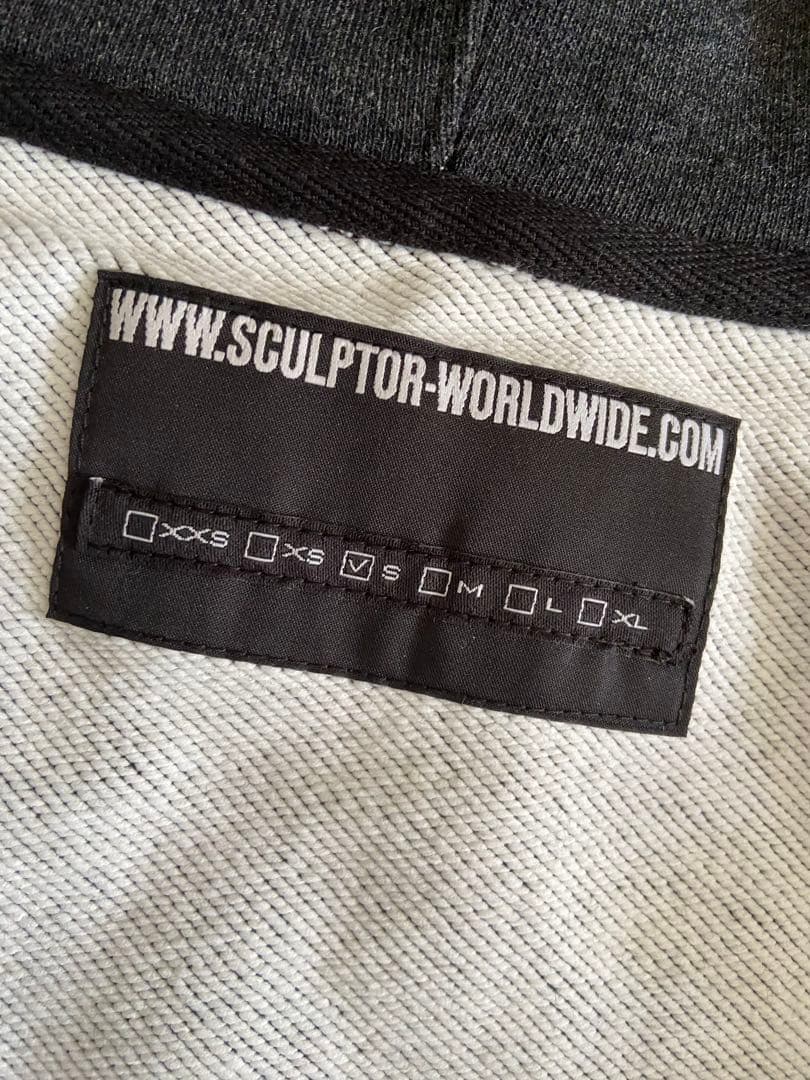 WWW.SCULPTOR-WORLDWIDE.COM
☐XXS ☐XS ☑S ☐M ☐L ☐XL